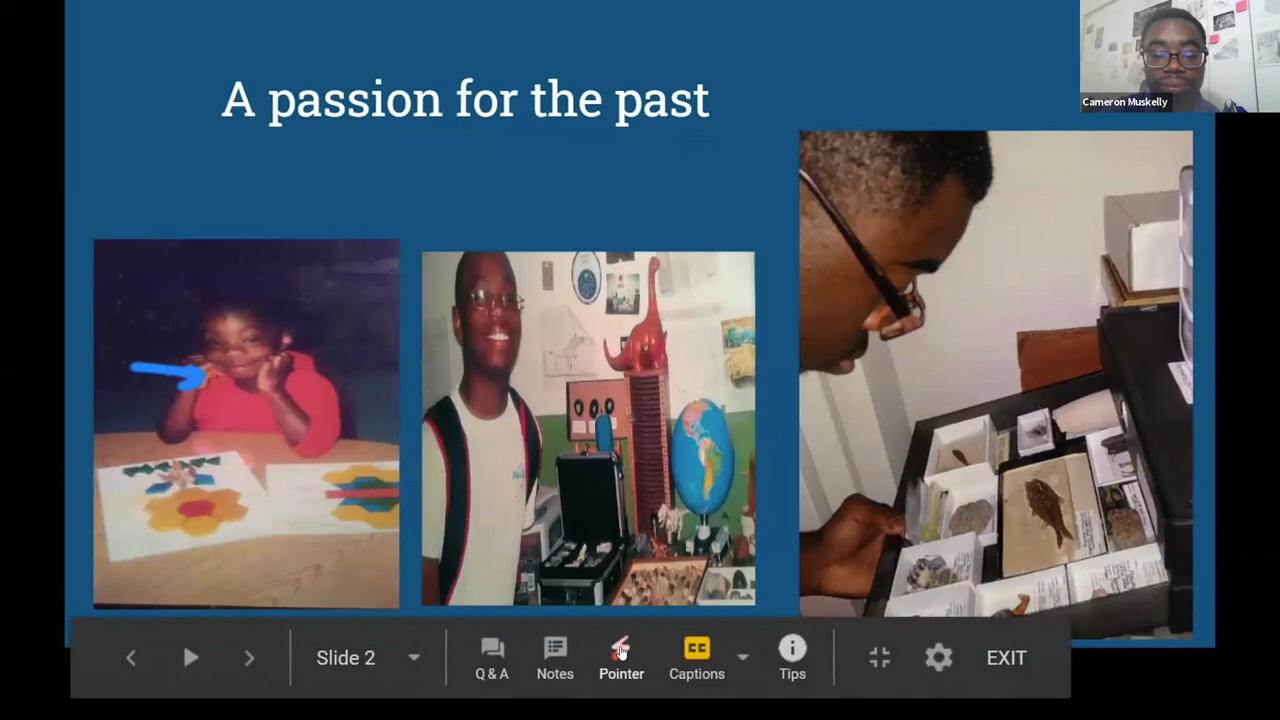 A passion for the past
Cameron Muskelly
Slide 2
Q & A
Notes
Pointer
CC
Captions
Tips
EXIT